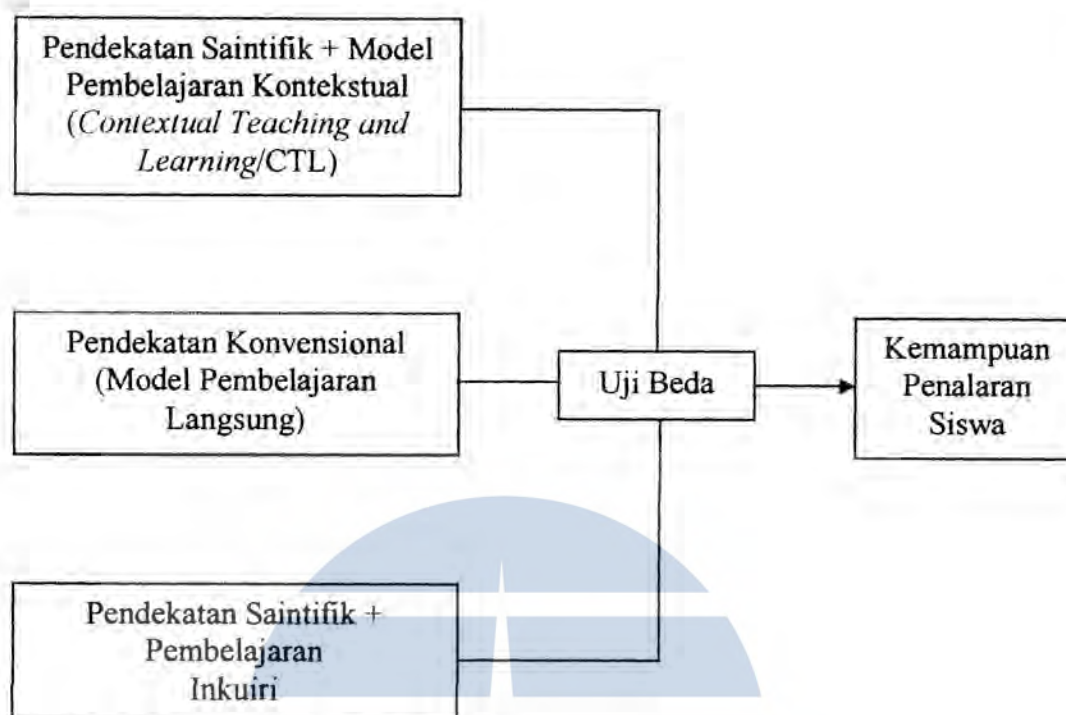 Pendekatan Saintifik + Model
Pembelajaran Kontekstual
(Contextual Teaching and
Learning/CTL)
Pendekatan Konvensional
(Model Pembelajaran
Langsung)
Uji Beda
Kemampuan
Penalaran
Siswa
Pendekatan Saintifik +
Pembelajaran
Inkuiri